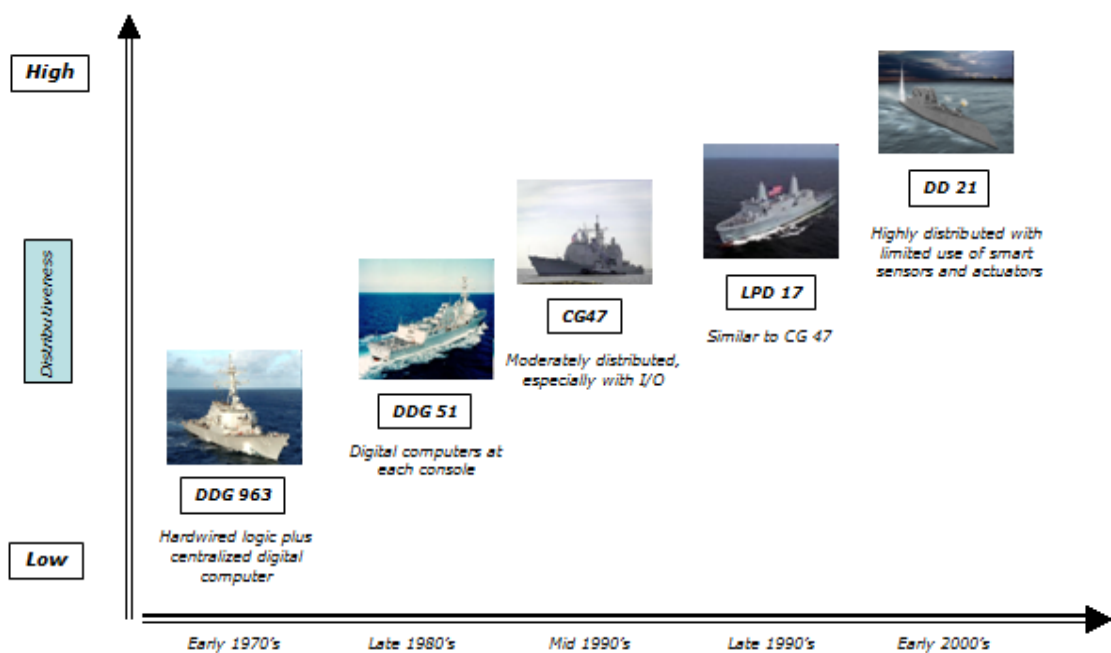 High
DD 21
Highly distributed with
limited use of smart
sensors and actuators
LPD 17
Similar to CG 47
CG47
Moderately distributed,
especially with I/O
Distributiveness
DDG 51
Digital computers at
each console
DDG 963
Hardwired logic plus
centralized digital
computer
Low
Early 1970's
Late 1980's
Mid 1990's
Late 1990's
Early 2000's